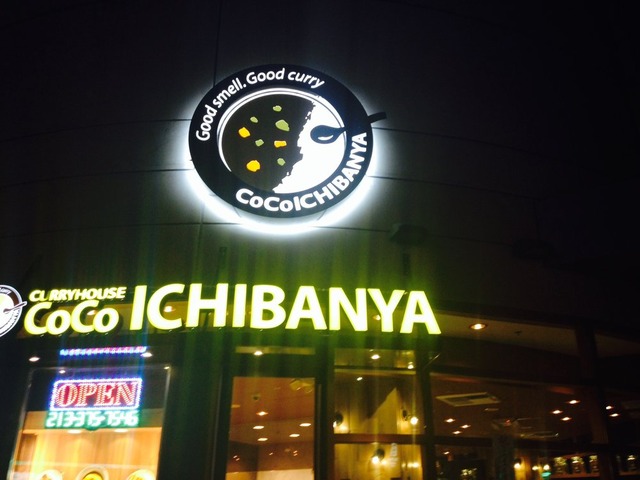 Good smell. Good curry
CoCoICHIBANYA
CURRYHOUSE
CoCo ICHIBANYA
OPEN